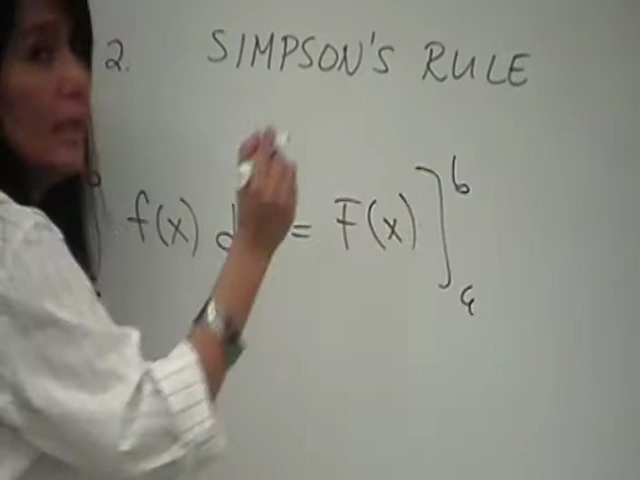 2. SIMPSON'S RULE
b f(x) d = F(x) ] b
a